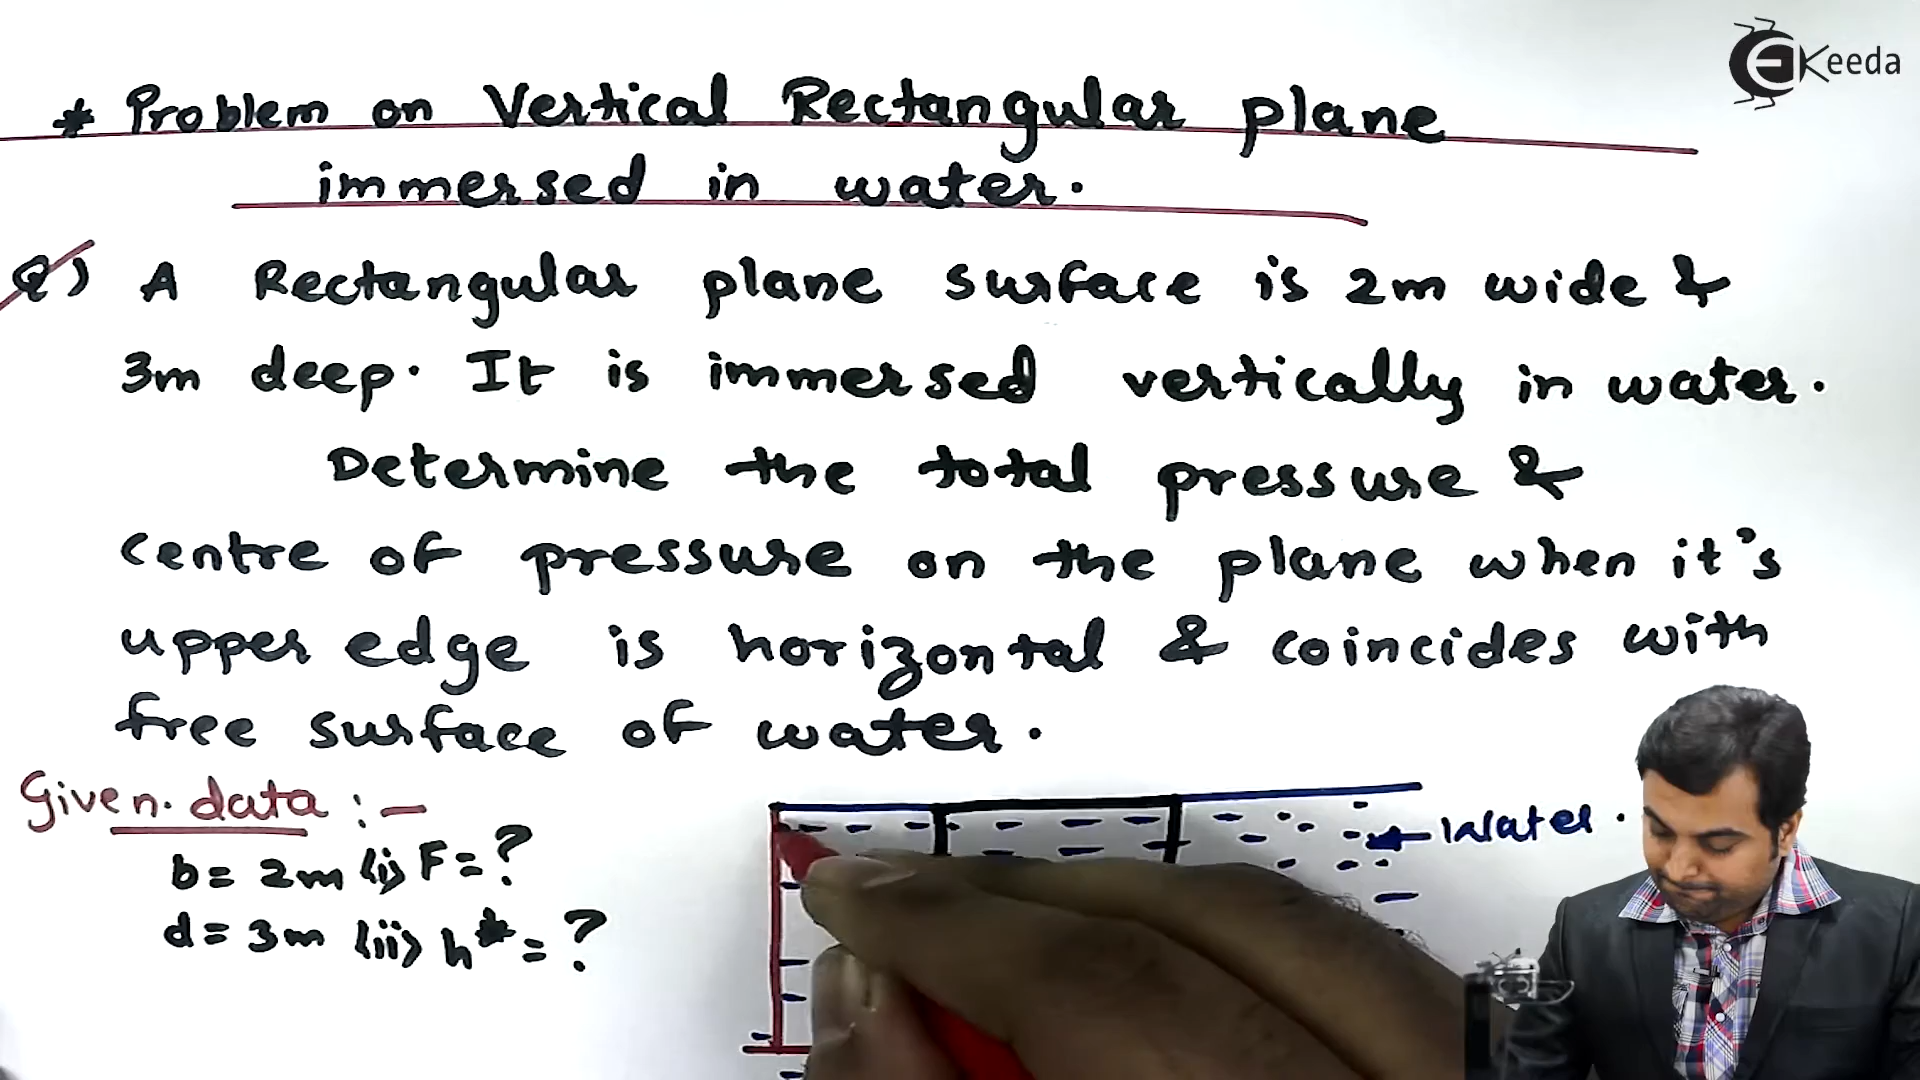 EKeeda
* Problem on Vertical Rectangular plane
immersed in water.
Q) A Rectangular plane surface is 2m wide &
3m deep. It is immersed vertically in water.
Determine the total pressure &
centre of pressure on the plane when it's
upper edge is horizontal & coincides with
free surface of water.
Given data :-
b = 2m (i) F = ?
d = 3m (ii) h* = ?
Water.